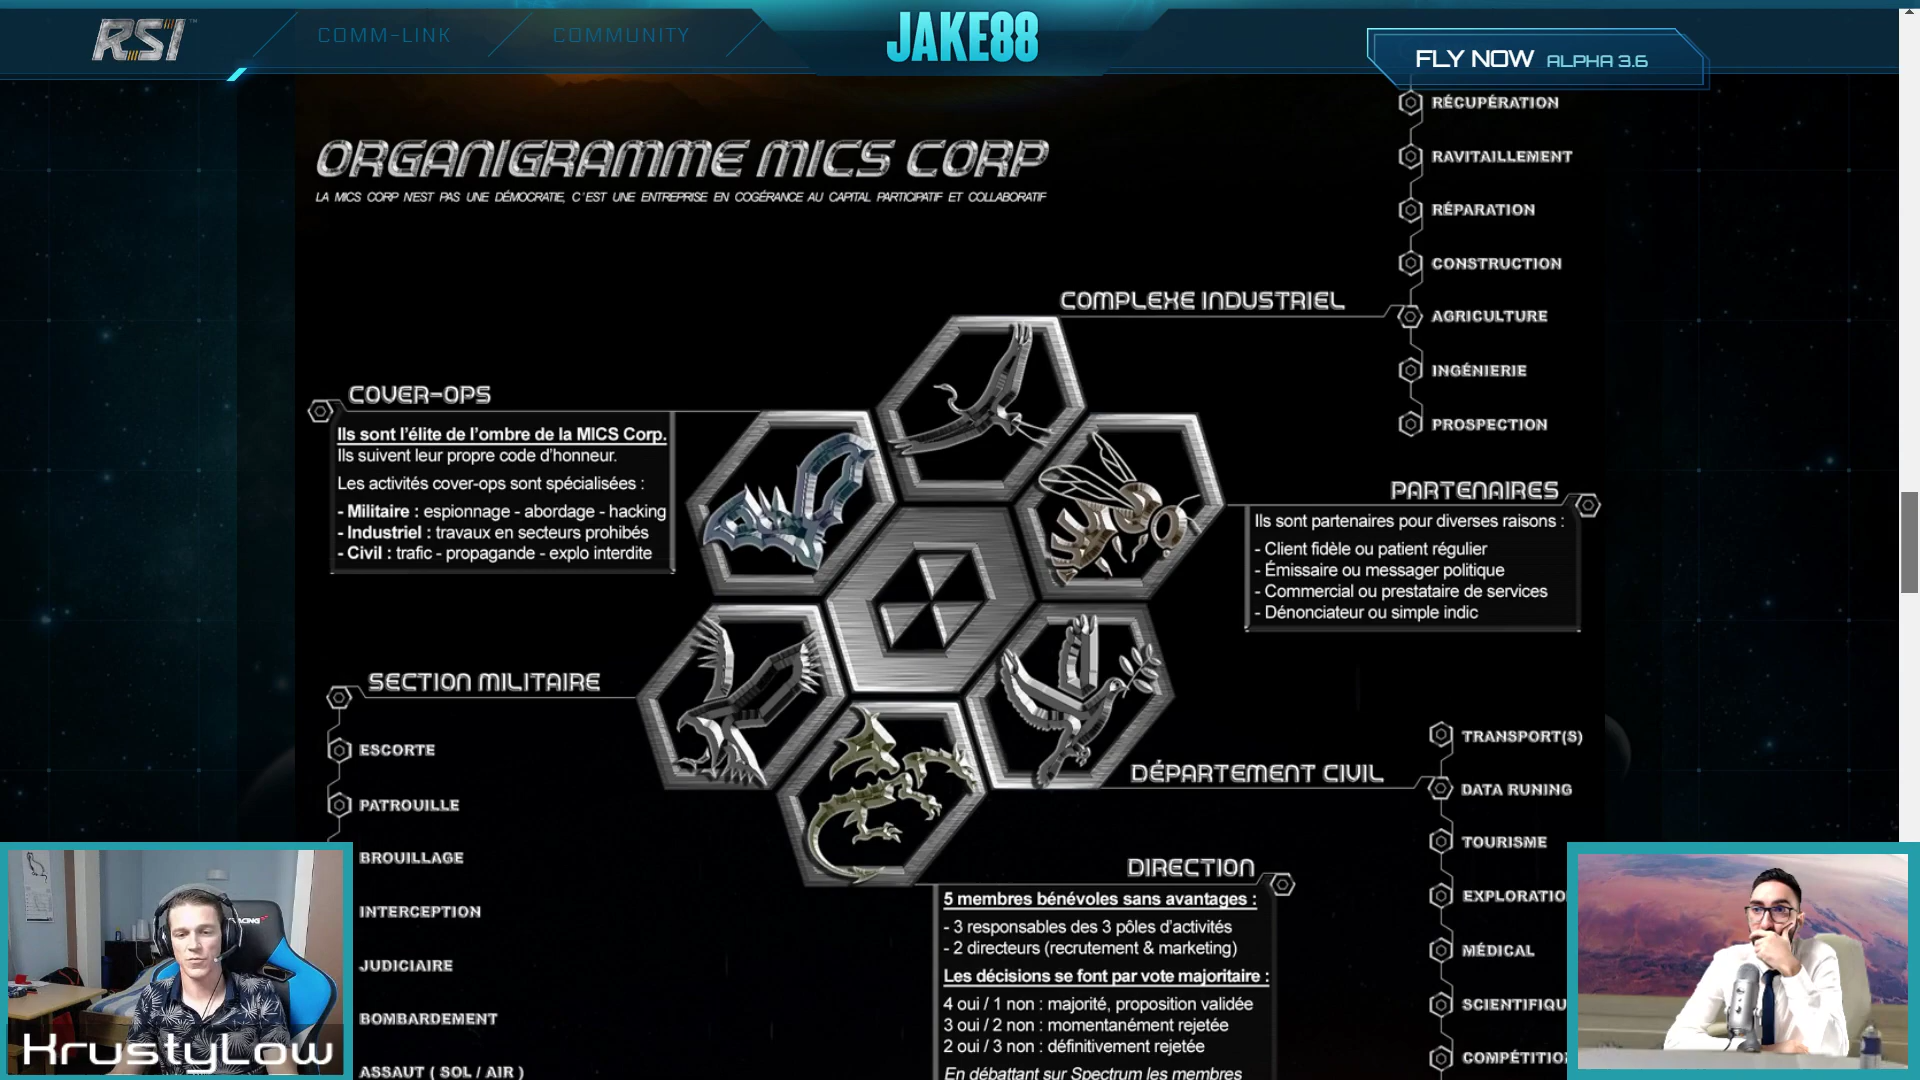 RSI
COMM-LINK
COMMUNITY
JAKE88
FLY NOW ALPHA 3.6
ORGANIGRAMME MICS CORP
LA MICS CORP N'EST PAS UNE DÉMOCRATIE, C'EST UNE ENTREPRISE EN COGÉRANCE AU CAPITAL PARTICIPATIF ET COLLABORATIF
RÉCUPÉRATION
RAVITAILLEMENT
RÉPARATION
CONSTRUCTION
COMPLEXE INDUSTRIEL
AGRICULTURE
INGÉNIERIE
PROSPECTION
COVER-OPS
Ils sont l'élite de l'ombre de la MICS Corp.
Ils suivent leur propre code d'honneur.
Les activités cover-ops sont spécialisées :
- Militaire : espionnage - abordage - hacking
- Industriel : travaux en secteurs prohibés
- Civil : trafic - propagande - explo interdite
PARTENAIRES
Ils sont partenaires pour diverses raisons :
- Client fidèle ou patient régulier
- Émissaire ou messager politique
- Commercial ou prestataire de services
- Dénonciateur ou simple indic
SECTION MILITAIRE
ESCORTE
PATROUILLE
BROUILLAGE
INTERCEPTION
JUDICIAIRE
BOMBARDEMENT
ASSAUT ( SOL / AIR )
DÉPARTEMENT CIVIL
TRANSPORT(S)
DATA RUNING
TOURISME
EXPLORATIO
MÉDICAL
SCIENTIFIQU
COMPÉTITIO
DIRECTION
5 membres bénévoles sans avantages :
- 3 responsables des 3 pôles d'activités
- 2 directeurs (recrutement & marketing)
Les décisions se font par vote majoritaire :
4 oui / 1 non : majorité, proposition validée
3 oui / 2 non : momentanément rejetée
2 oui / 3 non : définitivement rejetée
En débattant sur Spectrum les membres
KrustyLow